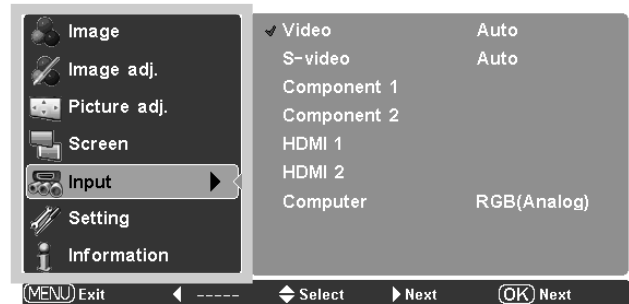 Image
Image adj.
Picture adj.
Screen
Input
Setting
Information
Video Auto
S-video Auto
Component 1
Component 2
HDMI 1
HDMI 2
Computer RGB(Analog)
MENU Exit ----- Select Next OK Next